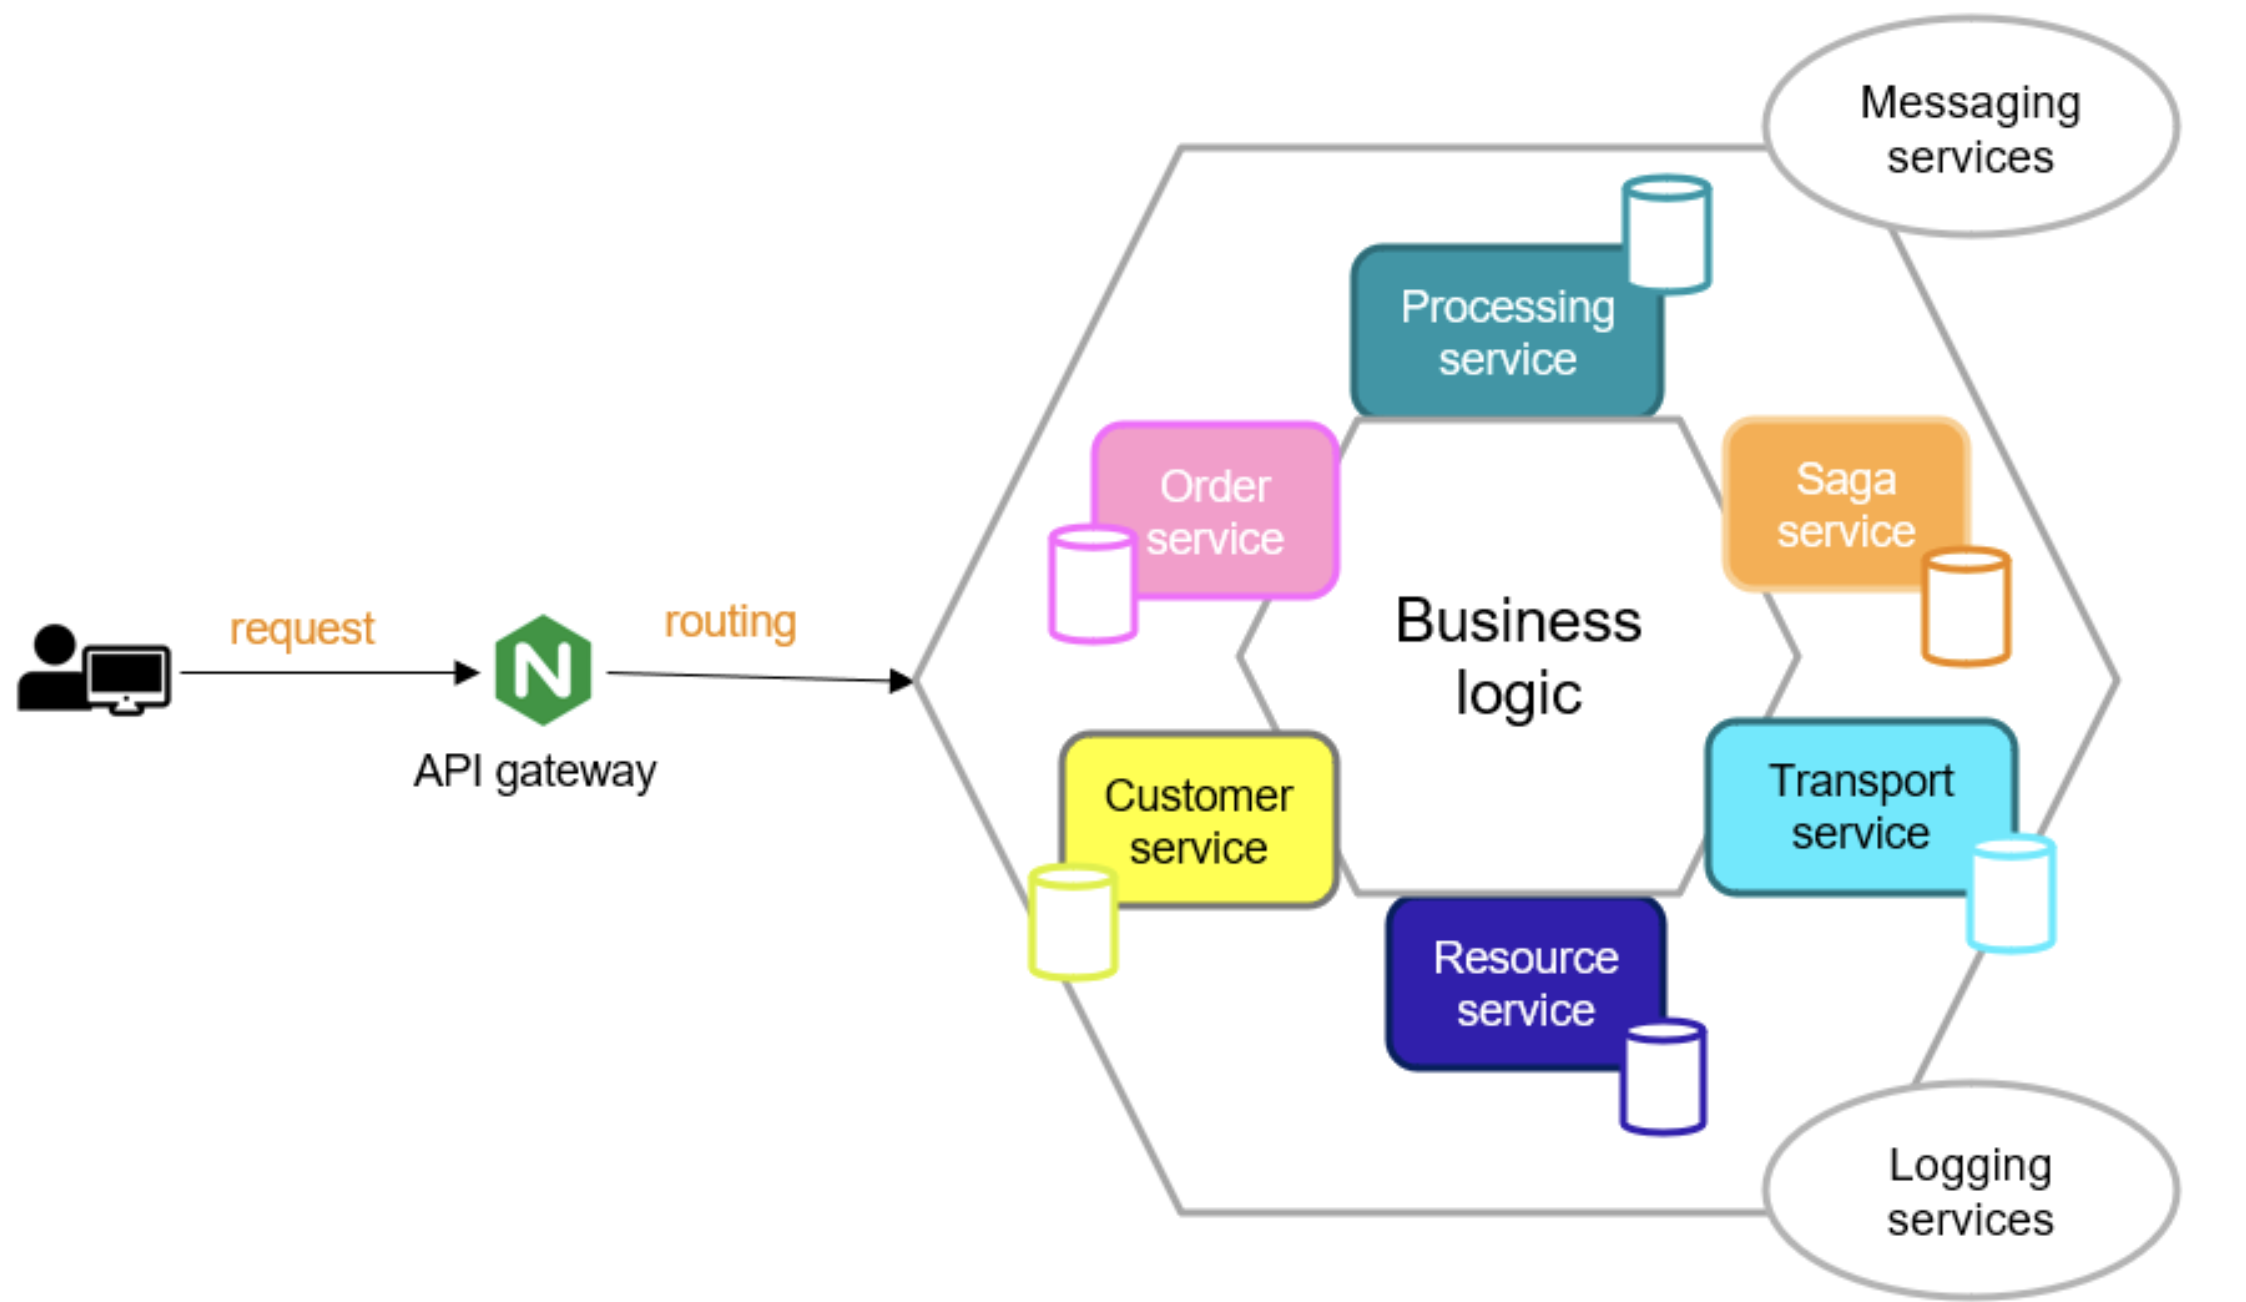 Messaging
services
Processing
service
Order
service
Saga
service
request
routing
N
API gateway
Business
logic
Customer
service
Transport
service
Resource
service
Logging
services